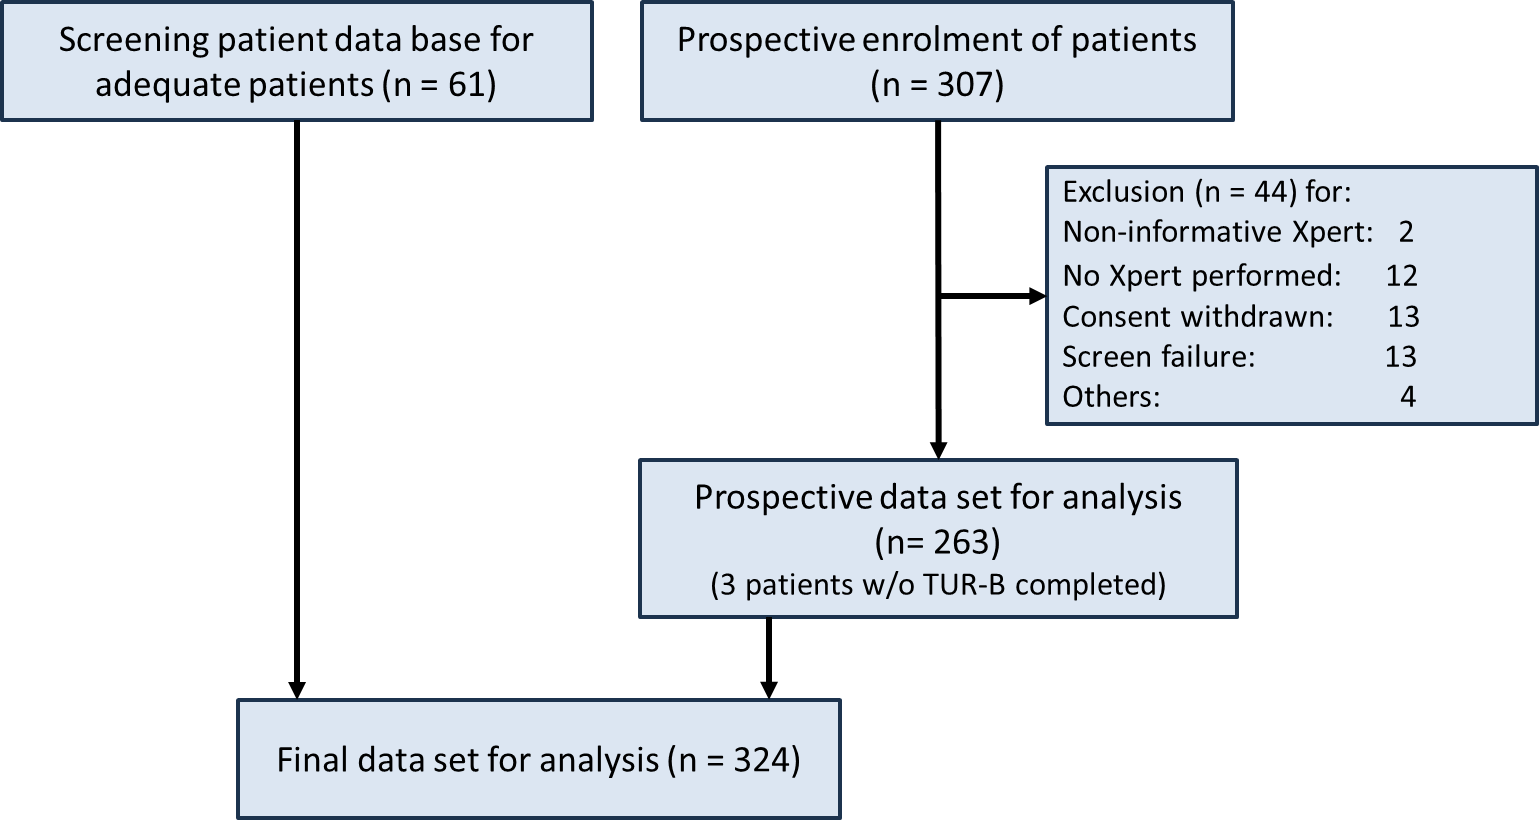 Screening patient data base for
adequate patients (n = 61)
Prospective enrolment of patients
(n = 307)
Exclusion (n = 44) for:
Non-informative Xpert: 2
No Xpert performed: 12
Consent withdrawn: 13
Screen failure: 13
Others: 4
Prospective data set for analysis
(n= 263)
(3 patients w/o TUR-B completed)
Final data set for analysis (n = 324)